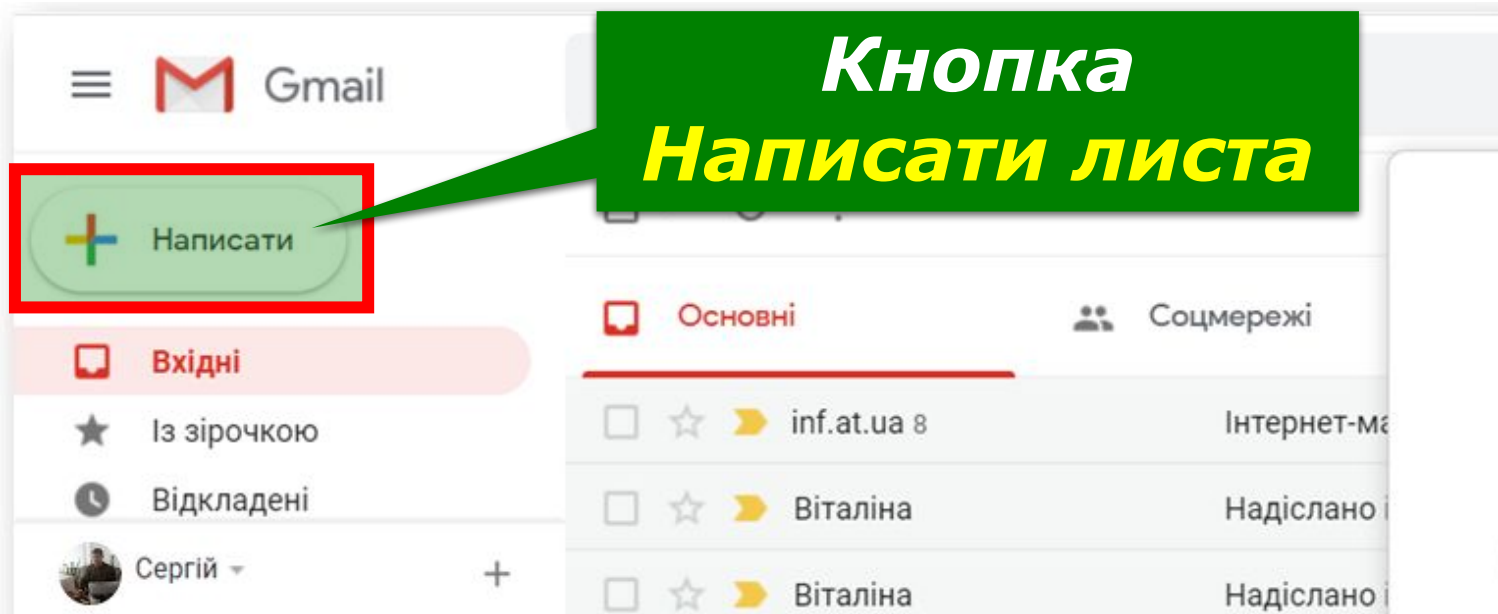 Gmail
Кнопка
Написати листа
Написати
Основні
Соцмережі
Вхідні
Із зірочкою
inf.at.ua 8
Інтернет-ма
Відкладені
Віталіна
Надіслано і
Сергій
Віталіна
Надіслано і